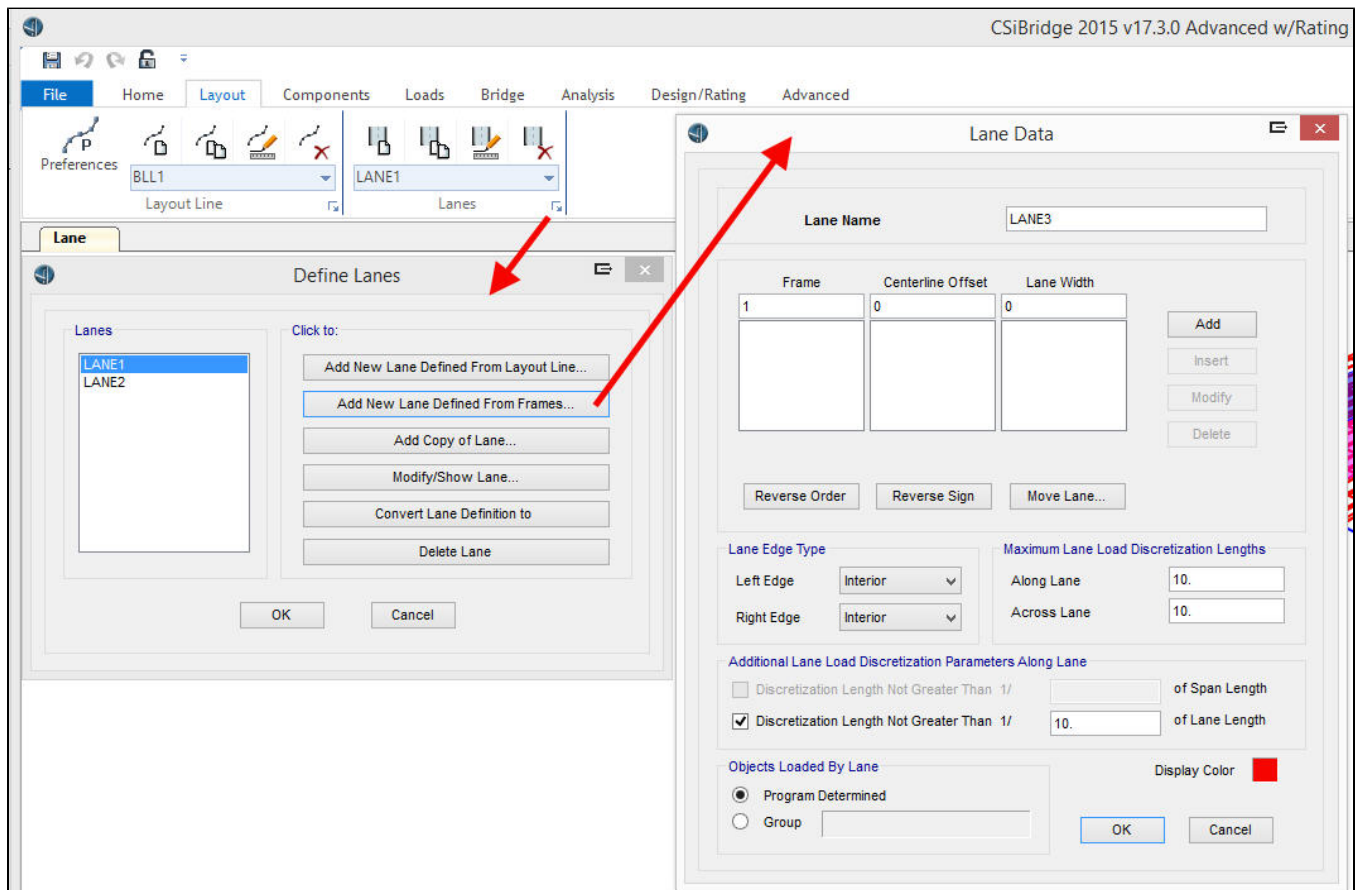 CSiBridge 2015 v17.3.0 Advanced w/Rating
File Home Layout Components Loads Bridge Analysis Design/Rating Advanced
P
Preferences
BLL1
LANE1
Layout Line
Lanes
Lane
Define Lanes
Lanes
LANE1
LANE2
Click to:
Add New Lane Defined From Layout Line...
Add New Lane Defined From Frames...
Add Copy of Lane...
Modify/Show Lane...
Convert Lane Definition to
Delete Lane
OK Cancel
Lane Data
Lane Name LANE3
Frame Centerline Offset Lane Width
1 0 0
Add
Insert
Modify
Delete
Reverse Order Reverse Sign Move Lane...
Lane Edge Type
Left Edge Interior
Right Edge Interior
Maximum Lane Load Discretization Lengths
Along Lane 10.
Across Lane 10.
Additional Lane Load Discretization Parameters Along Lane
Discretization Length Not Greater Than 1/ of Span Length
Discretization Length Not Greater Than 1/ 10. of Lane Length
Objects Loaded By Lane
Program Determined
Group
Display Color
OK Cancel